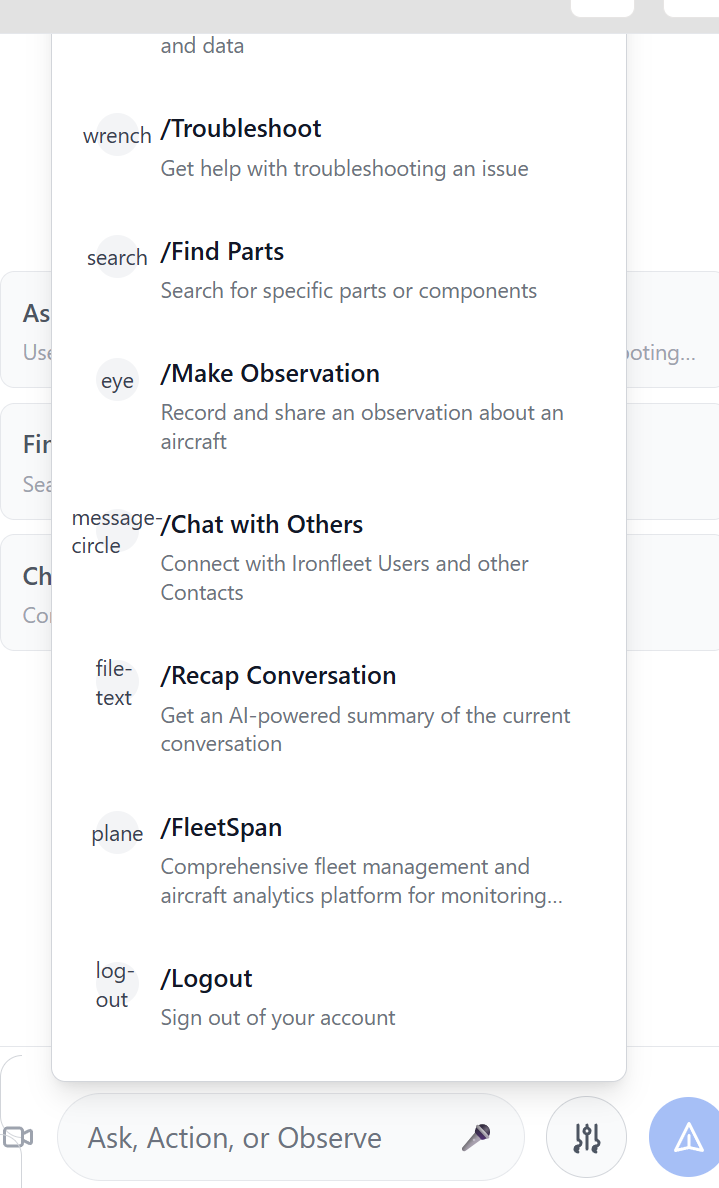 and data
wrench /Troubleshoot
Get help with troubleshooting an issue
search /Find Parts
Search for specific parts or components
As
Use
ooting...
eye /Make Observation
Record and share an observation about an
aircraft
Fin
Sea
message-
circle
/Chat with Others
Connect with Ironfleet Users and other
Contacts
Ch
Con
file-
text
/Recap Conversation
Get an AI-powered summary of the current
conversation
plane /FleetSpan
Comprehensive fleet management and
aircraft analytics platform for monitoring...
log-
out
/Logout
Sign out of your account
Ask, Action, or Observe